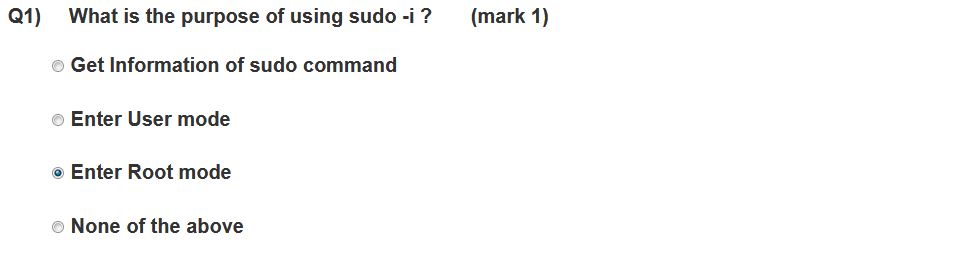 Q1) What is the purpose of using sudo -i ? (mark 1)
Get Information of sudo command
Enter User mode
Enter Root mode
None of the above